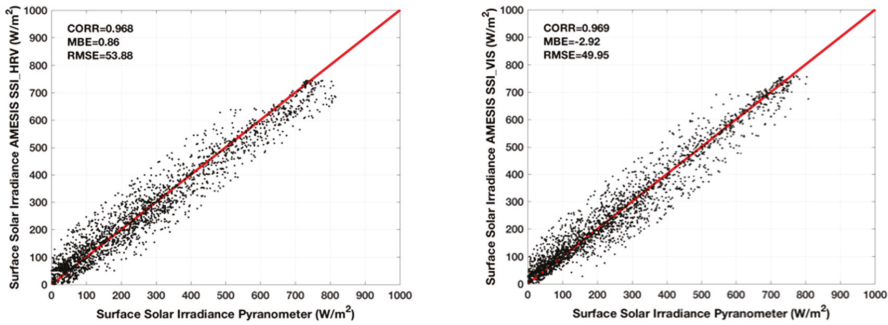 CORR=0.968
MBE=0.86
RMSE=53.88
Surface Solar Irradiance AMESIS SSI_HRV (W/m²)
1000
900
800
700
600
500
400
300
200
100
0
0 100 200 300 400 500 600 700 800 900 1000
Surface Solar Irradiance Pyranometer (W/m²)
CORR=0.969
MBE=-2.92
RMSE=49.95
Surface Solar Irradiance AMESIS SSI_VIS (W/m²)
1000
900
800
700
600
500
400
300
200
100
0
0 100 200 300 400 500 600 700 800 900 1000
Surface Solar Irradiance Pyranometer (W/m²)